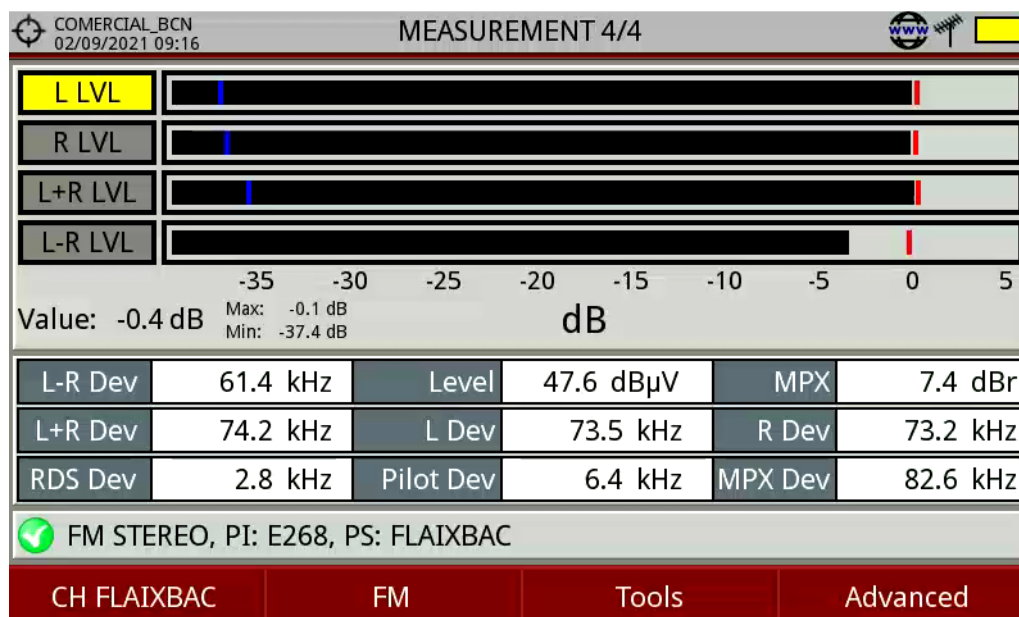 COMERCIAL_BCN
02/09/2021 09:16
MEASUREMENT 4/4
www
L LVL
R LVL
L+R LVL
L-R LVL
-35 -30 -25 -20 -15 -10 -5 0 5
Value: -0.4 dB
Max: -0.1 dB
Min: -37.4 dB
dB
L-R Dev 61.4 kHz Level 47.6 dBµV MPX 7.4 dBr
L+R Dev 74.2 kHz L Dev 73.5 kHz R Dev 73.2 kHz
RDS Dev 2.8 kHz Pilot Dev 6.4 kHz MPX Dev 82.6 kHz
FM STEREO, PI: E268, PS: FLAIXBAC
CH FLAIXBAC FM Tools Advanced